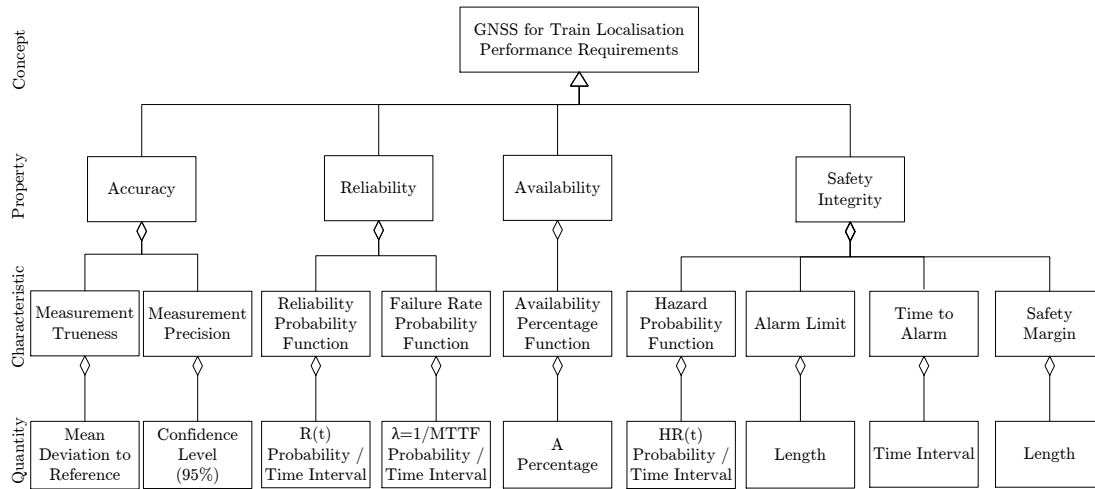 Concept
GNSS for Train Localisation
Performance Requirements
Property
Accuracy
Reliability
Availability
Safety
Integrity
Characteristic
Measurement
Trueness
Measurement
Precision
Reliability
Probability
Function
Failure Rate
Probability
Function
Availability
Percentage
Function
Hazard
Probability
Function
Alarm Limit
Time to
Alarm
Safety
Margin
Quantity
Mean
Deviation to
Reference
Confidence
Level
(95%)
R(t)
Probability /
Time Interval
λ=1/MTTF
Probability /
Time Interval
A
Percentage
HR(t)
Probability /
Time Interval
Length
Time Interval
Length